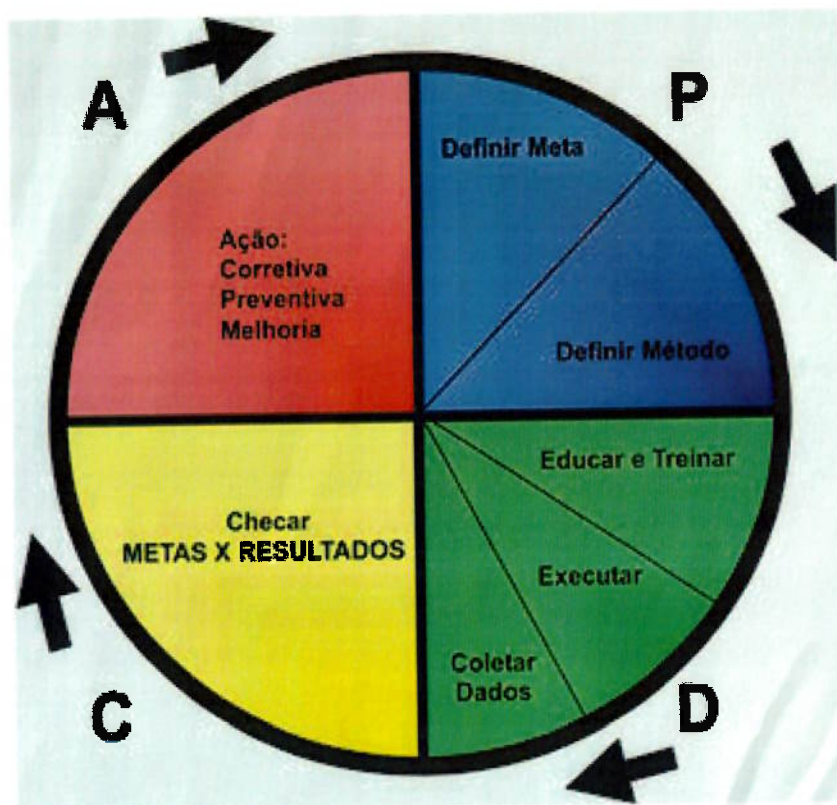 A
P
Definir Meta
Ação:
Corretiva
Preventiva
Melhoria
Definir Método
Educar e Treinar
Checar
METAS X RESULTADOS
Executar
Coletar
Dados
C
D